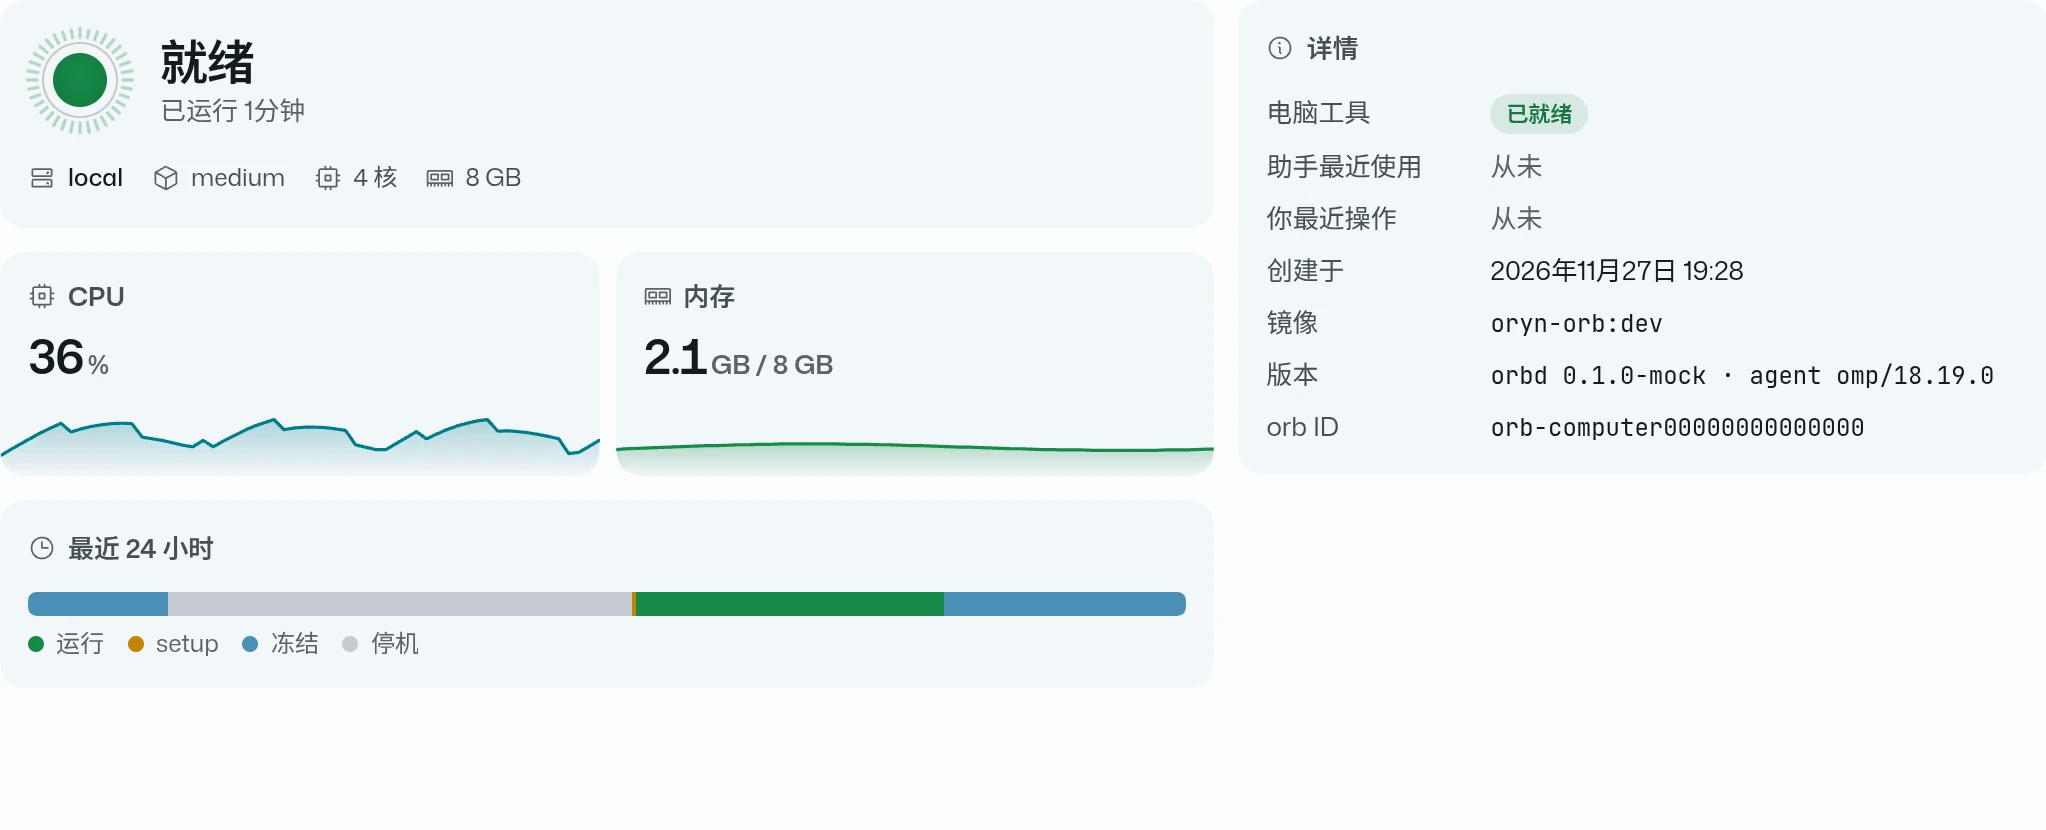 就绪
已运行 1分钟
local medium 4 核 8 GB
CPU
36 %
内存
2.1 GB / 8 GB
最近 24 小时
运行 setup 冻结 停机
详情
电脑工具 已就绪
助手最近使用 从未
你最近操作 从未
创建于 2026年11月27日 19:28
镜像 oryn-orb:dev
版本 orbd 0.1.0-mock · agent omp/18.19.0
orb ID orb-computer00000000000000